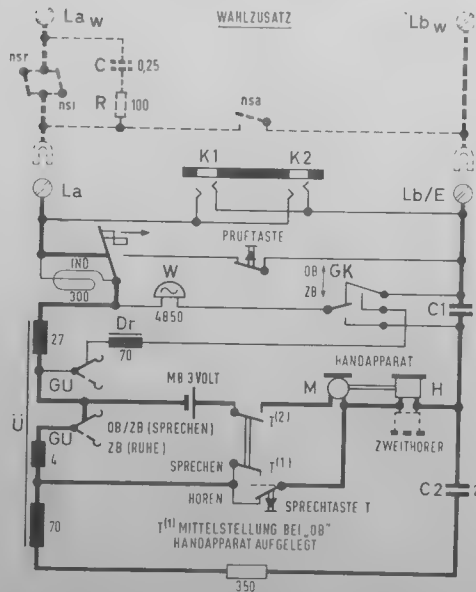 WAHLZUSATZ
La w
Lb w
nsr
nsi
C 0,25
R 100
nsa
K1 K2
La
Lb/E
PRÜFTASTE
IND
300
W
4850
OB
ZB
GK
C1
Dr
70
27
GU
HANDAPPARAT
MB 3VOLT
M
H
Ü
GU
OB/ZB (SPRECHEN)
ZB (RUHE)
T(2)
ZWEITHÖRER
4
SPRECHEN
T(1)
HÖREN
SPRECHTASTE T
C2
70
T(1) MITTELSTELLUNG BEI „OB"
HANDAPPARAT AUFGELEGT
350